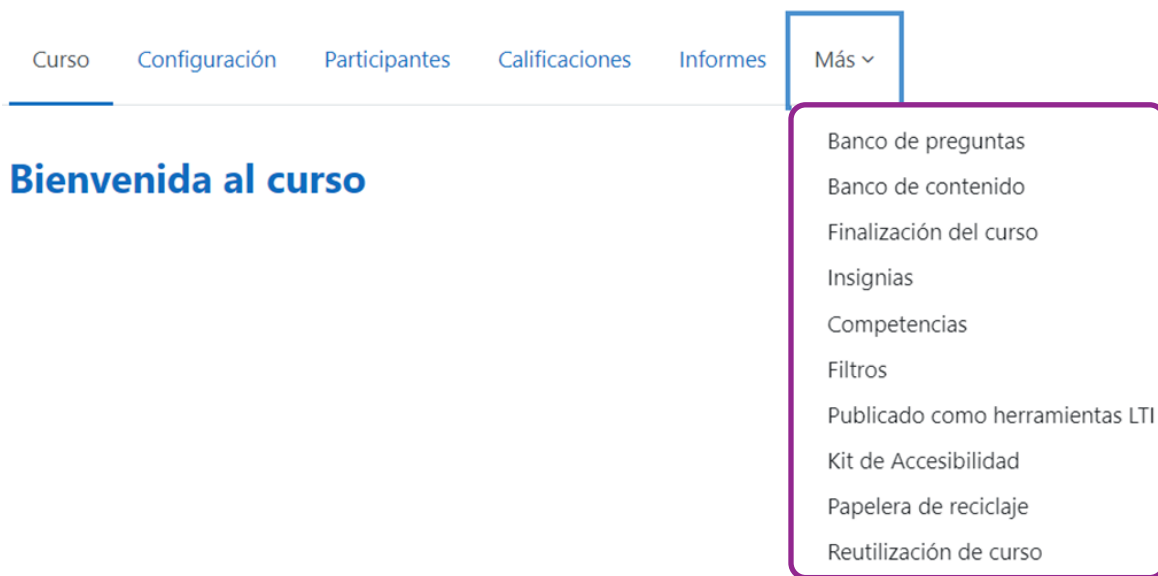 Curso Configuración Participantes Calificaciones Informes Más
Bienvenida al curso
Banco de preguntas
Banco de contenido
Finalización del curso
Insignias
Competencias
Filtros
Publicado como herramientas LTI
Kit de Accesibilidad
Papelera de reciclaje
Reutilización de curso